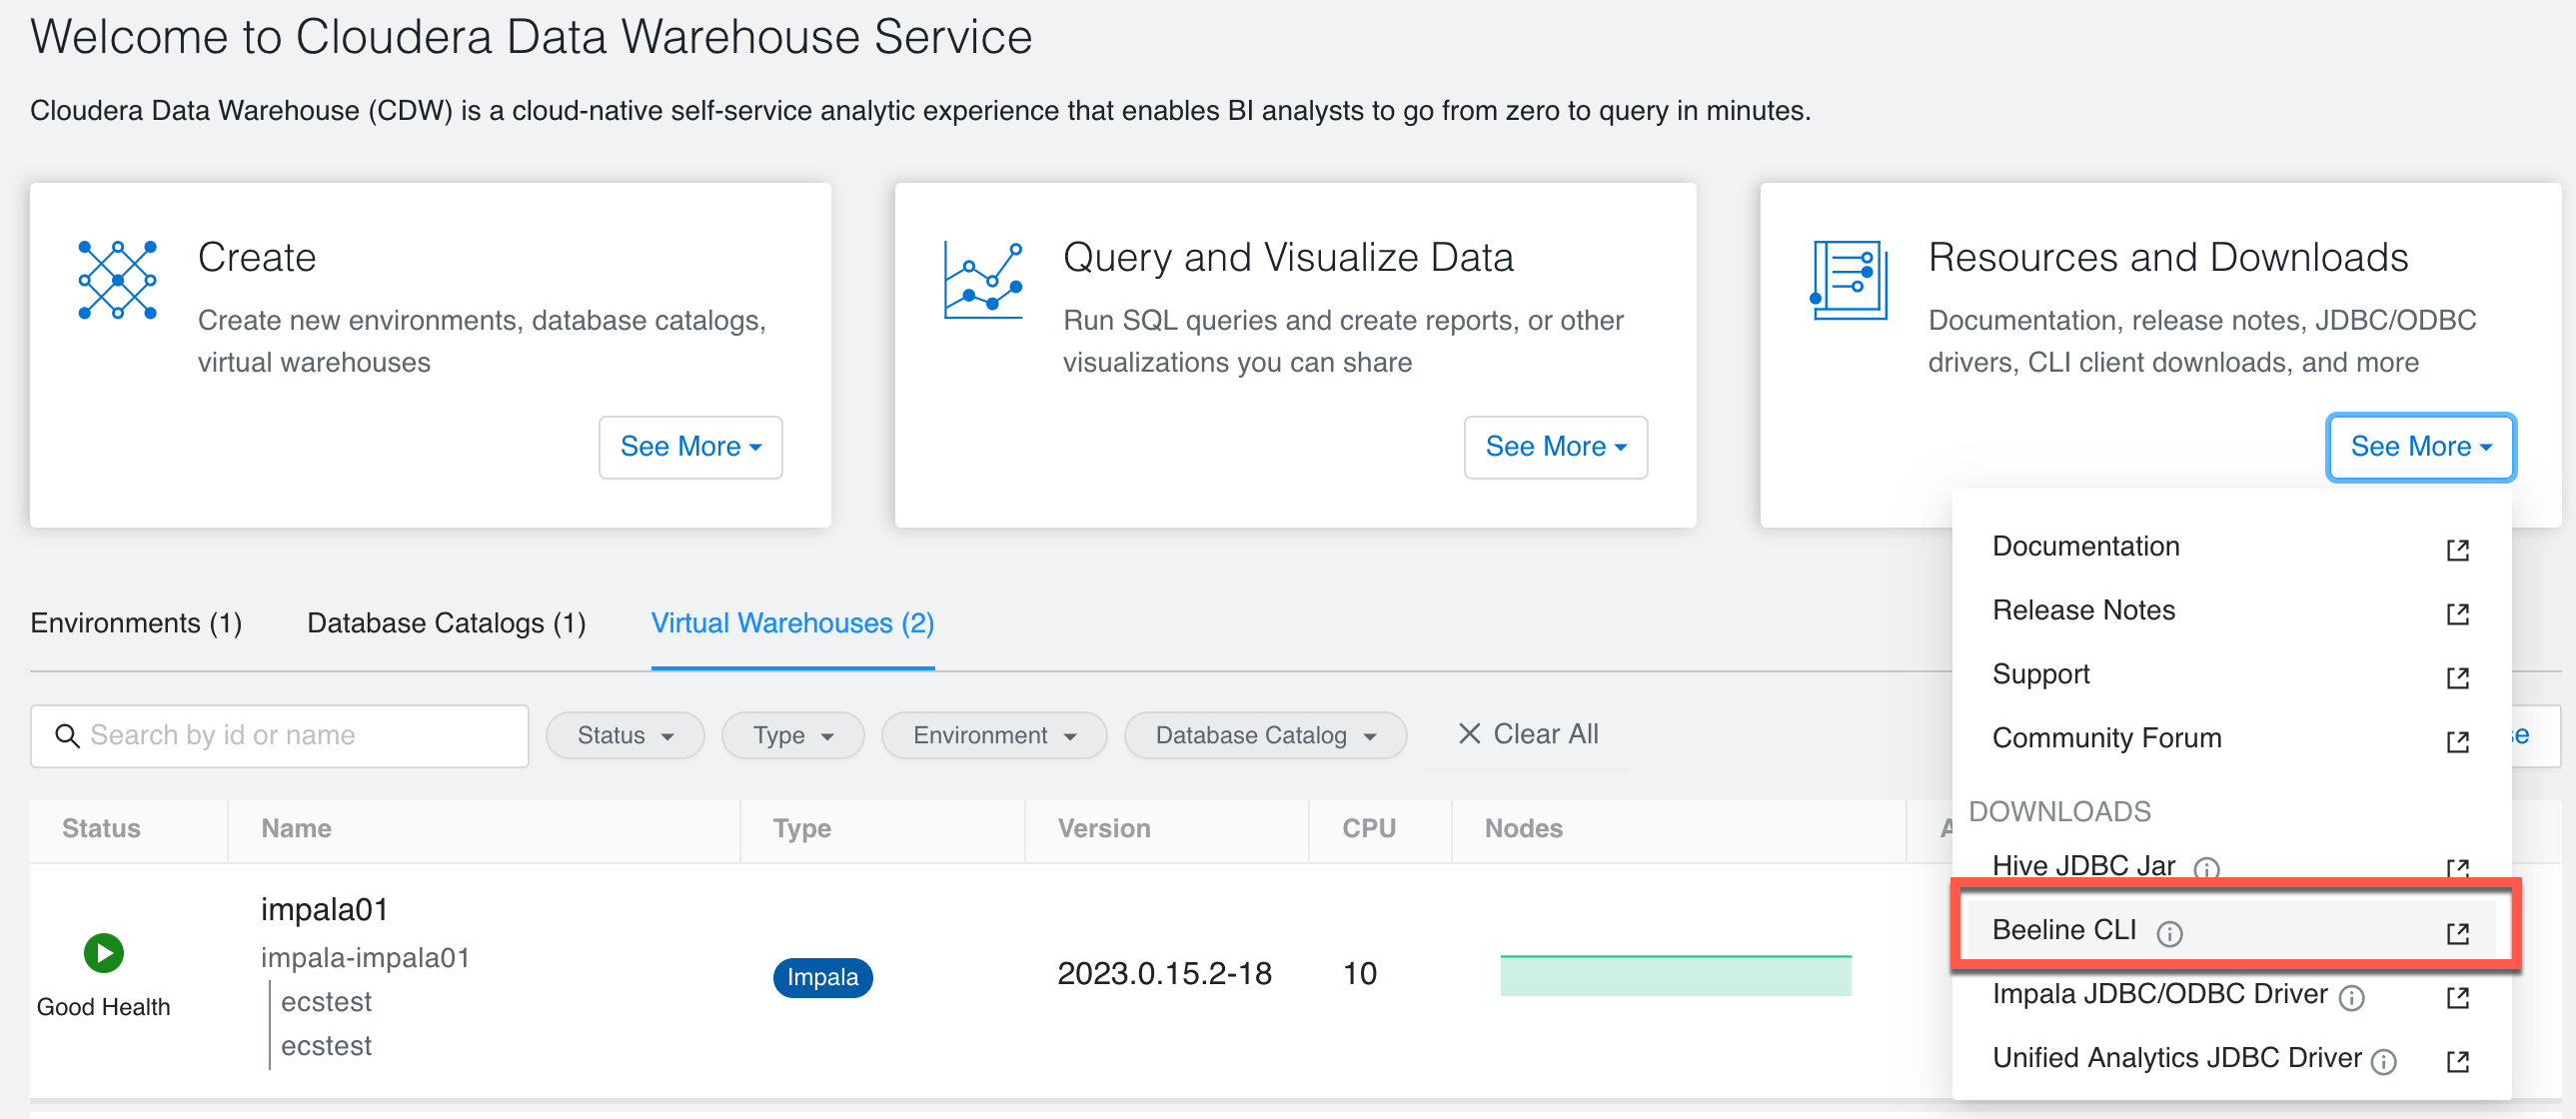 Welcome to Cloudera Data Warehouse Service
Cloudera Data Warehouse (CDW) is a cloud-native self-service analytic experience that enables BI analysts to go from zero to query in minutes.
Create
Create new environments, database catalogs,
virtual warehouses
See More
Query and Visualize Data
Run SQL queries and create reports, or other
visualizations you can share
See More
Resources and Downloads
Documentation, release notes, JDBC/ODBC
drivers, CLI client downloads, and more
See More
Documentation
Release Notes
Support
Community Forum
DOWNLOADS
Hive JDBC Jar
Beeline CLI
Impala JDBC/ODBC Driver
Unified Analytics JDBC Driver
Environments (1) Database Catalogs (1) Virtual Warehouses (2)
Search by id or name Status Type Environment Database Catalog Clear All
Status Name Type Version CPU Nodes
Good Health
impala01
impala-impala01
ecstest
ecstest
Impala 2023.0.15.2-18 10